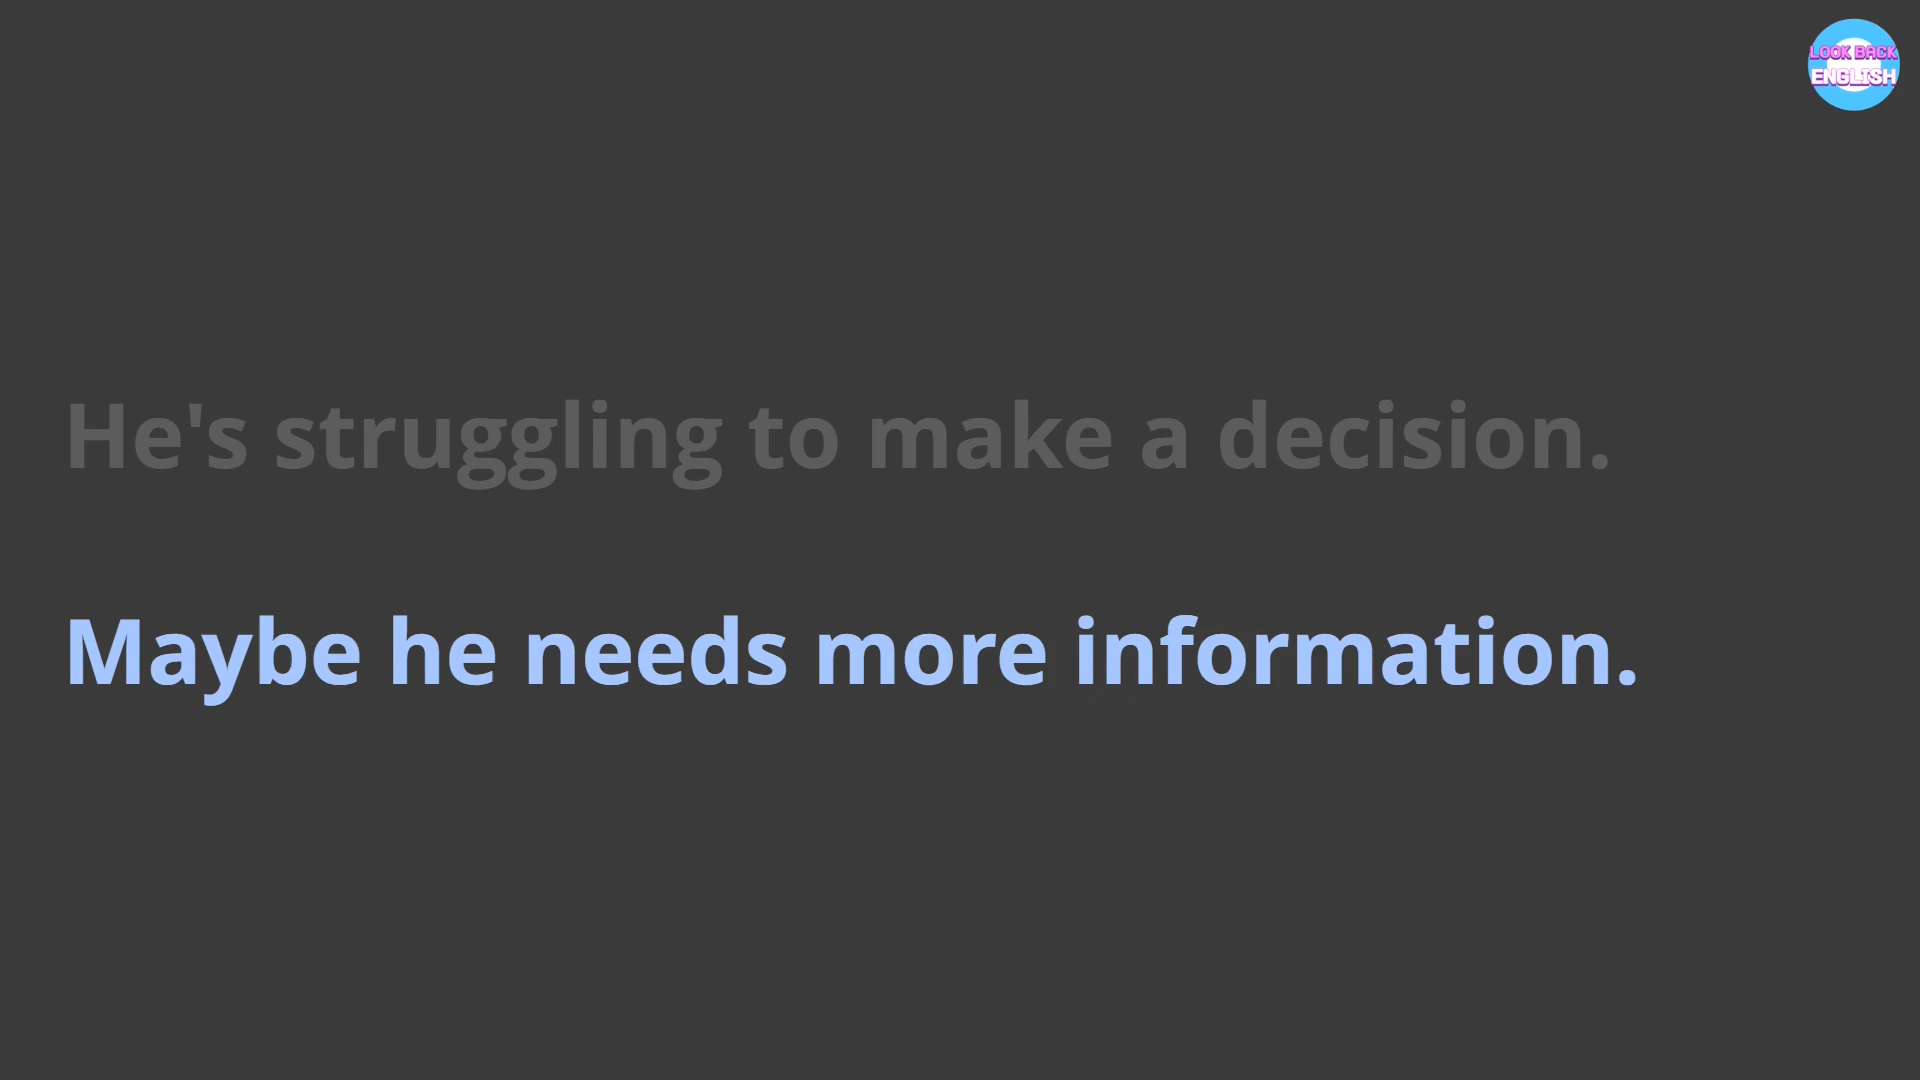 LOOK BACK
ENGLISH
He's struggling to make a decision.
Maybe he needs more information.